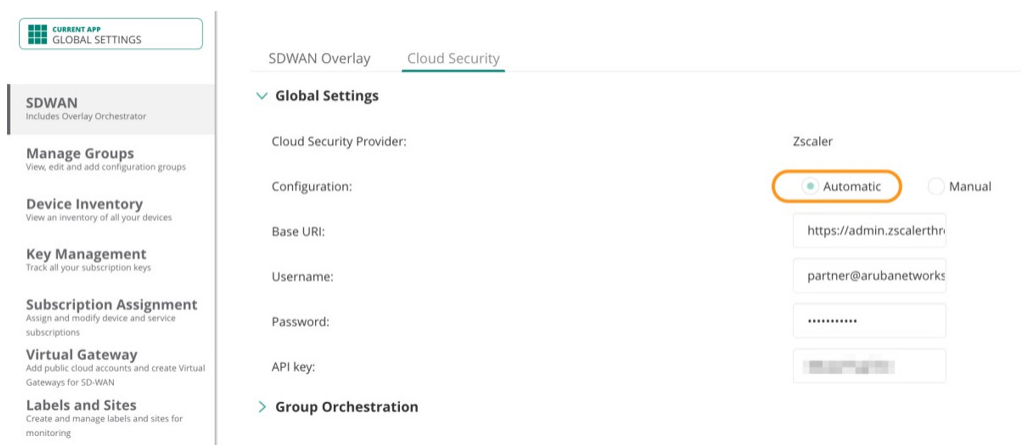 CURRENT APP
GLOBAL SETTINGS
SDWAN
Includes Overlay Orchestrator
Manage Groups
View, edit and add configuration groups
Device Inventory
View an inventory of all your devices
Key Management
Track all your subscription keys
Subscription Assignment
Assign and modify device and service
subscriptions
Virtual Gateway
Add public cloud accounts and create Virtual
Gateways for SD-WAN
Labels and Sites
Create and manage labels and sites for
monitoring
SDWAN Overlay Cloud Security
Global Settings
Cloud Security Provider: Zscaler
Configuration: Automatic Manual
Base URI: https://admin.zscalerthr
Username: partner@arubanetworks
Password: •••••••••••
API key:
Group Orchestration